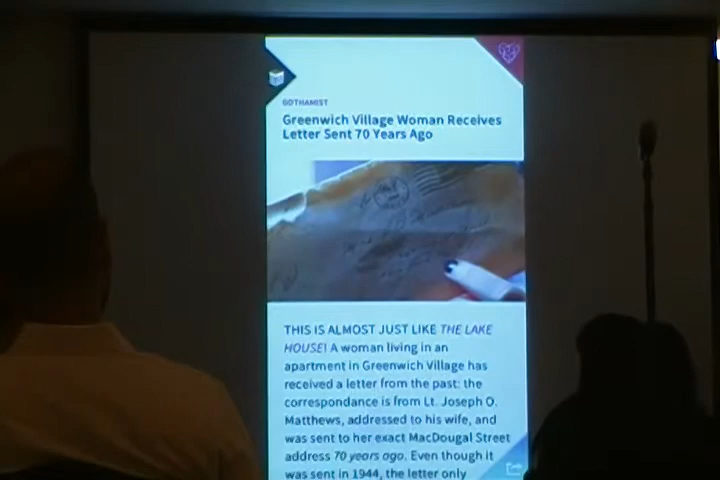 GOTHAMIST
Greenwich Village Woman Receives
Letter Sent 70 Years Ago
THIS IS ALMOST JUST LIKE THE LAKE
HOUSE! A woman living in an
apartment in Greenwich Village has
received a letter from the past: the
correspondance is from Lt. Joseph O.
Matthews, addressed to his wife, and
was sent to her exact MacDougal Street
address 70 years ago. Even though it
was sent in 1944, the letter only